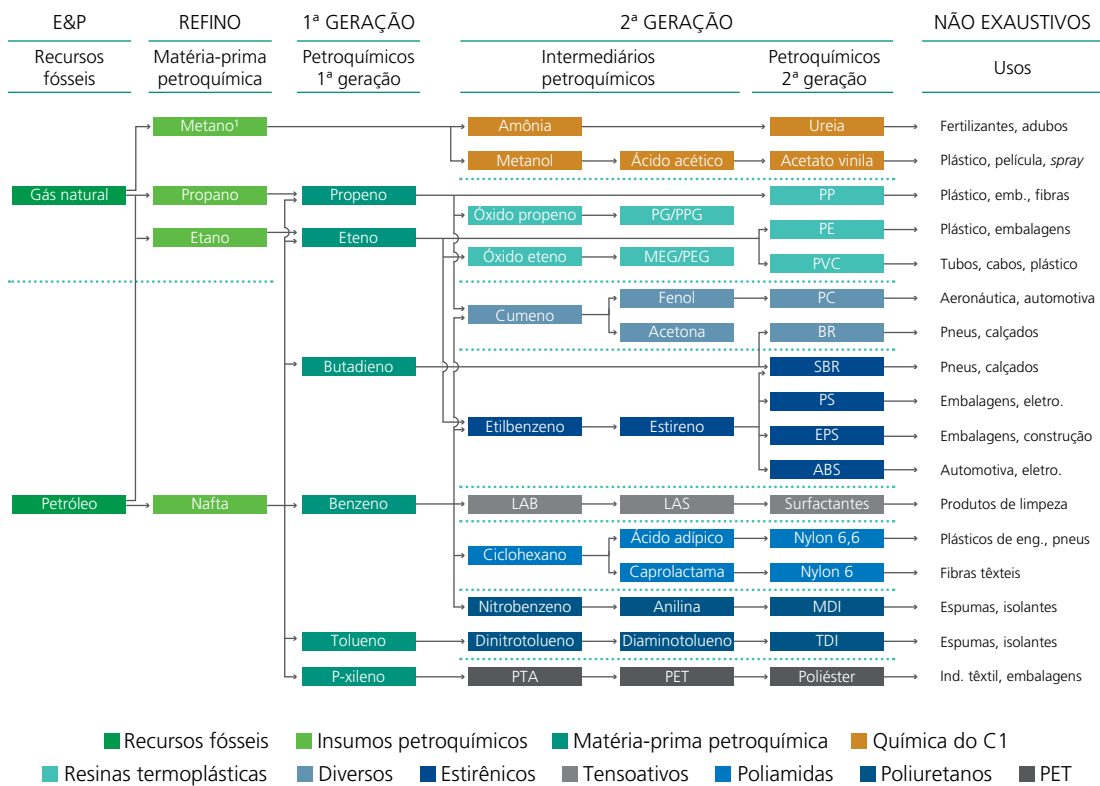 E&P REFINO 1ª GERAÇÃO 2ª GERAÇÃO NÃO EXAUSTIVOS
Recursos fósseis Matéria-prima petroquímica Petroquímicos 1ª geração Intermediários petroquímicos Petroquímicos 2ª geração Usos
Metano¹ Amônia Ureia Fertilizantes, adubos
Metanol Ácido acético Acetato vinila Plástico, película, spray
Gás natural Propano Propeno PP Plástico, emb., fibras
Óxido propeno PG/PPG
PE Plástico, embalagens
Etano Eteno
Óxido eteno MEG/PEG
PVC Tubos, cabos, plástico
Fenol PC Aeronáutica, automotiva
Cumeno
Acetona BR Pneus, calçados
Butadieno SBR Pneus, calçados
PS Embalagens, eletro.
Etilbenzeno Estireno
EPS Embalagens, construção
ABS Automotiva, eletro.
Petróleo Nafta Benzeno LAB LAS Surfactantes Produtos de limpeza
Ácido adípico Nylon 6,6 Plásticos de eng., pneus
Ciclohexano
Caprolactama Nylon 6 Fibras têxteis
Nitrobenzeno Anilina MDI Espumas, isolantes
Tolueno Dinitrotolueno Diaminotolueno TDI Espumas, isolantes
P-xileno PTA PET Poliéster Ind. têxtil, embalagens
Recursos fósseis Insumos petroquímicos Matéria-prima petroquímica Química do C1
Resinas termoplásticas Diversos Estirênicos Tensoativos Poliamidas Poliuretanos PET